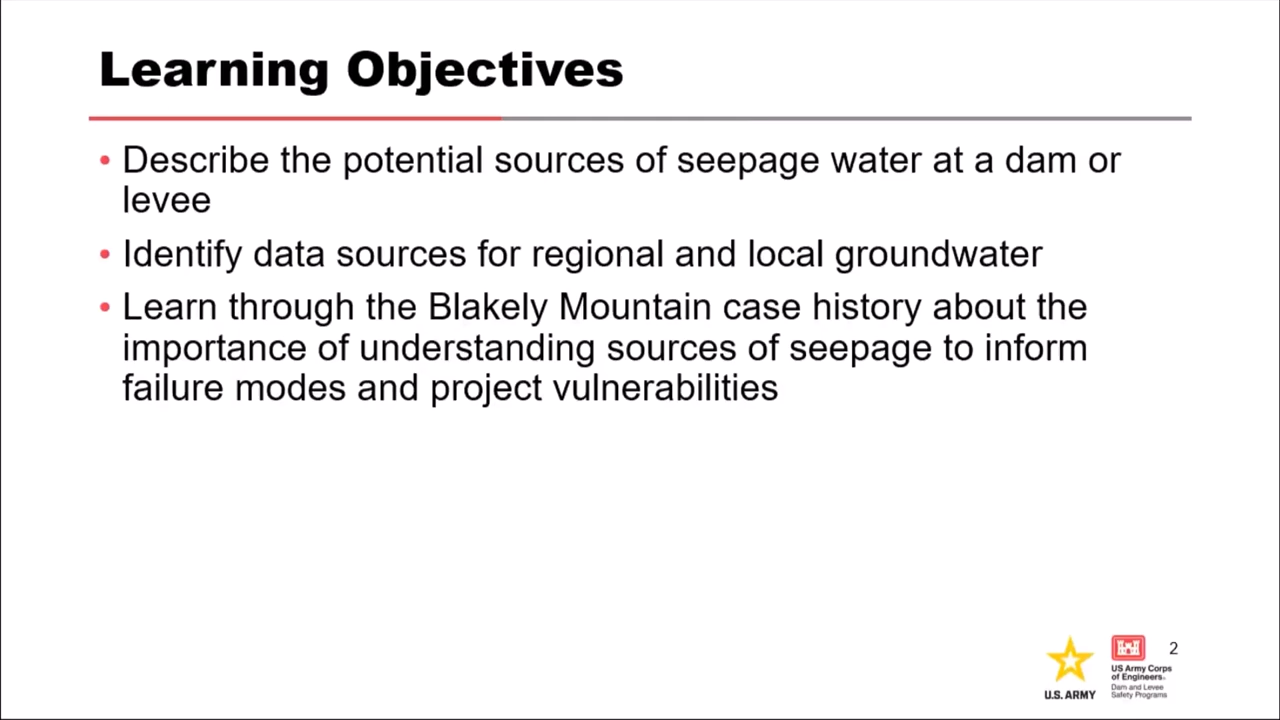 Learning Objectives
• Describe the potential sources of seepage water at a dam or
levee
• Identify data sources for regional and local groundwater
• Learn through the Blakely Mountain case history about the
importance of understanding sources of seepage to inform
failure modes and project vulnerabilities
2
U.S. ARMY
US Army Corps
of Engineers®
Dam and Levee
Safety Programs